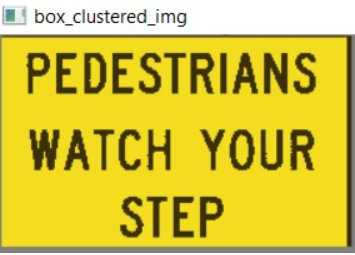 box_clustered_img
PEDESTRIANS
WATCH YOUR
STEP